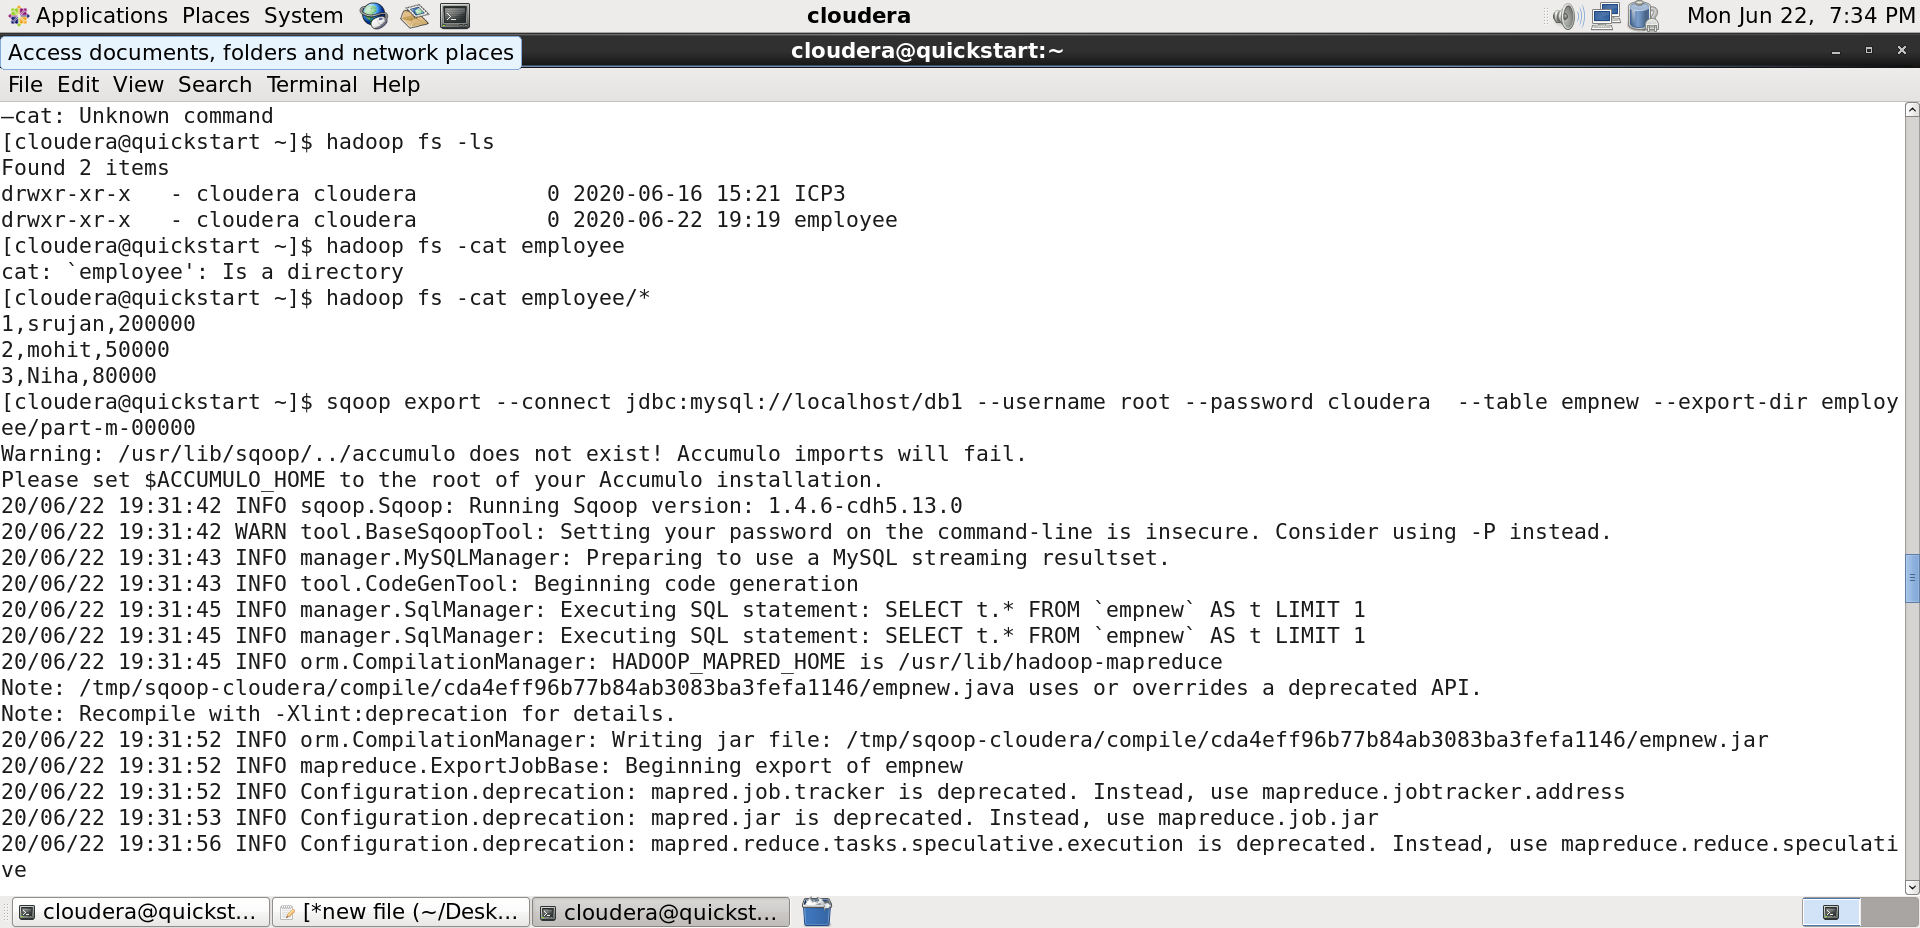 Applications Places System
cloudera
Mon Jun 22, 7:34 PM
Access documents, folders and network places
cloudera@quickstart:~
File Edit View Search Terminal Help
–cat: Unknown command
[cloudera@quickstart ~]$ hadoop fs -ls
Found 2 items
drwxr-xr-x   - cloudera cloudera          0 2020-06-16 15:21 ICP3
drwxr-xr-x   - cloudera cloudera          0 2020-06-22 19:19 employee
[cloudera@quickstart ~]$ hadoop fs -cat employee
cat: `employee': Is a directory
[cloudera@quickstart ~]$ hadoop fs -cat employee/*
1,srujan,200000
2,mohit,50000
3,Niha,80000
[cloudera@quickstart ~]$ sqoop export --connect jdbc:mysql://localhost/db1 --username root --password cloudera  --table empnew --export-dir employ
ee/part-m-00000
Warning: /usr/lib/sqoop/../accumulo does not exist! Accumulo imports will fail.
Please set $ACCUMULO_HOME to the root of your Accumulo installation.
20/06/22 19:31:42 INFO sqoop.Sqoop: Running Sqoop version: 1.4.6-cdh5.13.0
20/06/22 19:31:42 WARN tool.BaseSqoopTool: Setting your password on the command-line is insecure. Consider using -P instead.
20/06/22 19:31:43 INFO manager.MySQLManager: Preparing to use a MySQL streaming resultset.
20/06/22 19:31:43 INFO tool.CodeGenTool: Beginning code generation
20/06/22 19:31:45 INFO manager.SqlManager: Executing SQL statement: SELECT t.* FROM `empnew` AS t LIMIT 1
20/06/22 19:31:45 INFO manager.SqlManager: Executing SQL statement: SELECT t.* FROM `empnew` AS t LIMIT 1
20/06/22 19:31:45 INFO orm.CompilationManager: HADOOP_MAPRED_HOME is /usr/lib/hadoop-mapreduce
Note: /tmp/sqoop-cloudera/compile/cda4eff96b77b84ab3083ba3fefa1146/empnew.java uses or overrides a deprecated API.
Note: Recompile with -Xlint:deprecation for details.
20/06/22 19:31:52 INFO orm.CompilationManager: Writing jar file: /tmp/sqoop-cloudera/compile/cda4eff96b77b84ab3083ba3fefa1146/empnew.jar
20/06/22 19:31:52 INFO mapreduce.ExportJobBase: Beginning export of empnew
20/06/22 19:31:52 INFO Configuration.deprecation: mapred.job.tracker is deprecated. Instead, use mapreduce.jobtracker.address
20/06/22 19:31:53 INFO Configuration.deprecation: mapred.jar is deprecated. Instead, use mapreduce.job.jar
20/06/22 19:31:56 INFO Configuration.deprecation: mapred.reduce.tasks.speculative.execution is deprecated. Instead, use mapreduce.reduce.speculati
ve
cloudera@quickst...
[*new file (~/Desk...
cloudera@quickst...